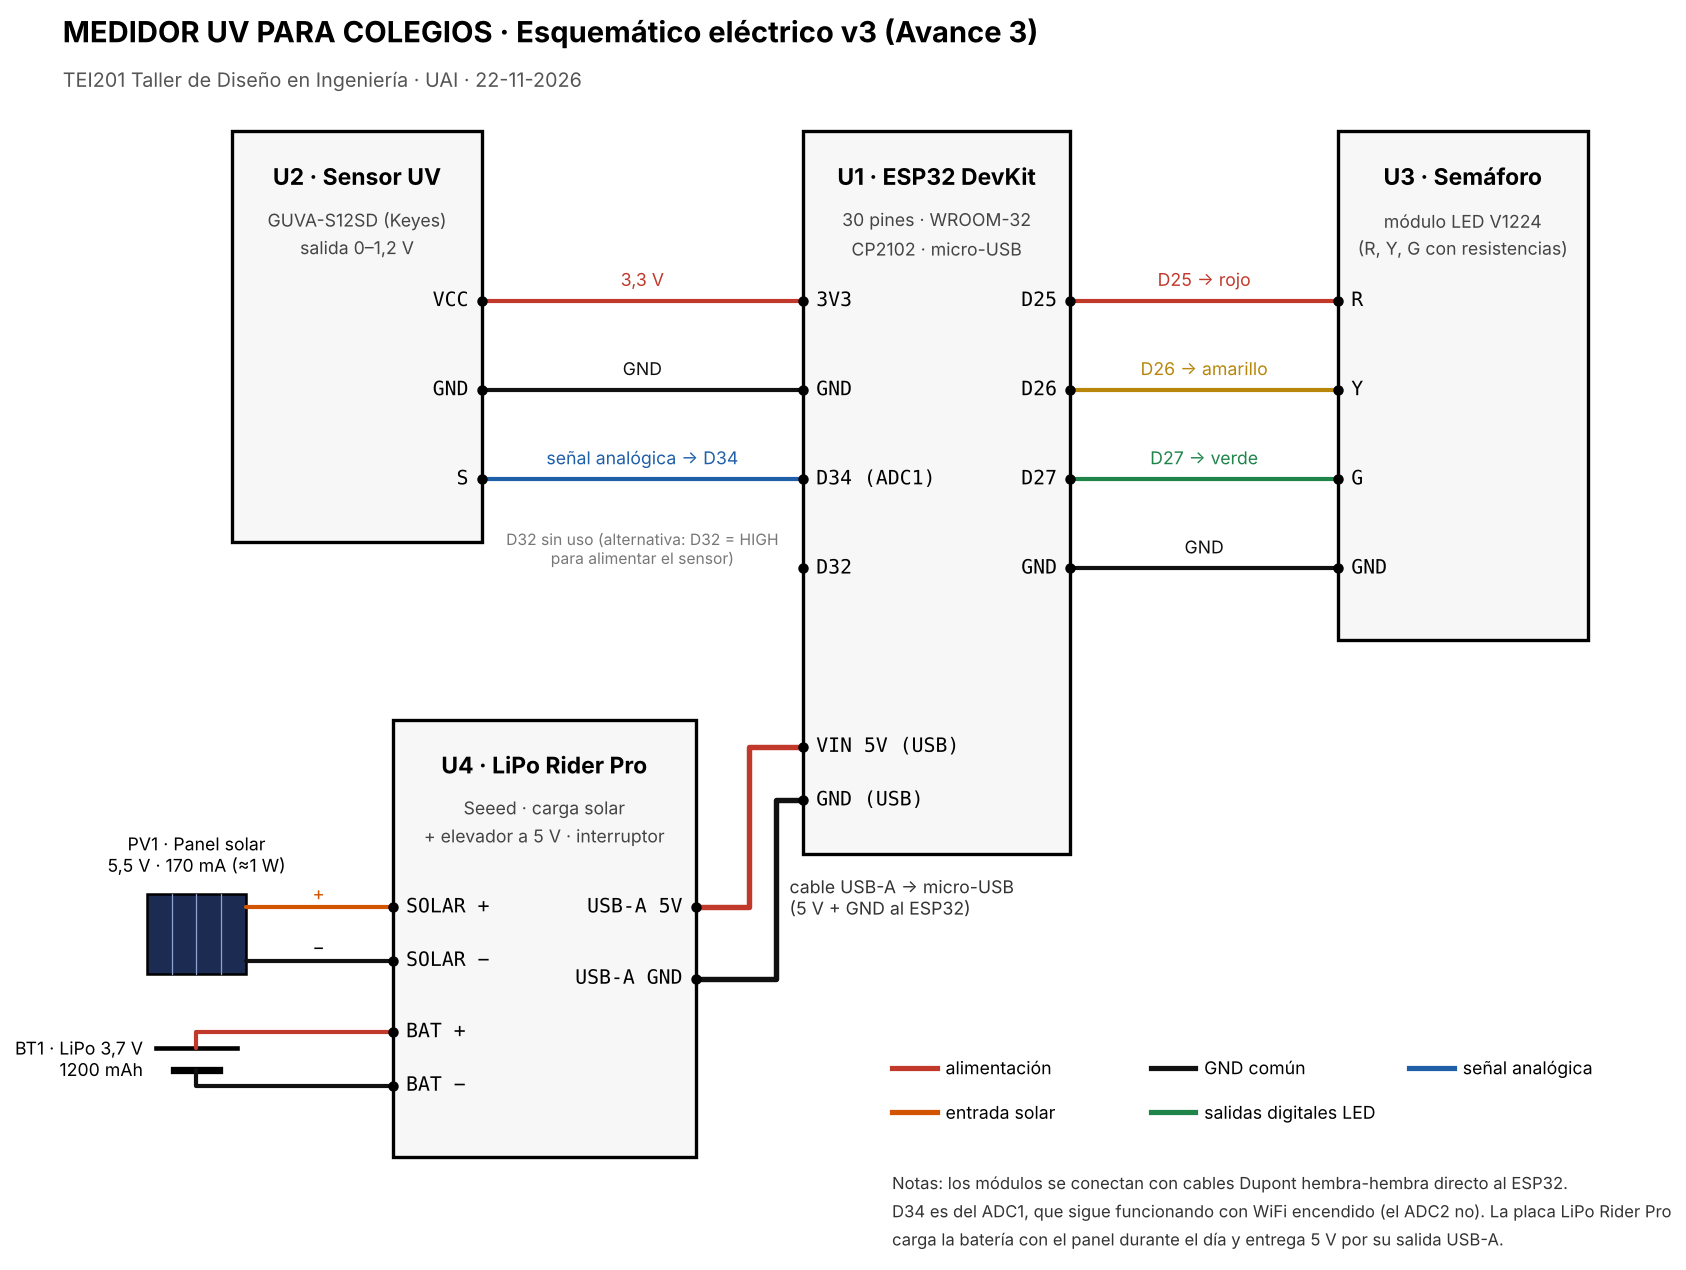 MEDIDOR UV PARA COLEGIOS · Esquemático eléctrico v3 (Avance 3)
TEI201 Taller de Diseño en Ingeniería · UAI · 22-11-2026
U2 · Sensor UV
GUVA-S12SD (Keyes)
salida 0–1,2 V
VCC
GND
S
3,3 V
GND
señal analógica → D34
D32 sin uso (alternativa: D32 = HIGH
para alimentar el sensor)
U1 · ESP32 DevKit
30 pines · WROOM-32
CP2102 · micro-USB
3V3
GND
D34 (ADC1)
D32
D25
D26
D27
GND
VIN 5V (USB)
GND (USB)
D25 → rojo
D26 → amarillo
D27 → verde
GND
U3 · Semáforo
módulo LED V1224
(R, Y, G con resistencias)
R
Y
G
GND
U4 · LiPo Rider Pro
Seeed · carga solar
+ elevador a 5 V · interruptor
SOLAR +
SOLAR −
BAT +
BAT −
USB-A 5V
USB-A GND
PV1 · Panel solar
5,5 V · 170 mA (≈1 W)
+
−
BT1 · LiPo 3,7 V
1200 mAh
cable USB-A → micro-USB
(5 V + GND al ESP32)
alimentación
GND común
señal analógica
entrada solar
salidas digitales LED
Notas: los módulos se conectan con cables Dupont hembra-hembra directo al ESP32.
D34 es del ADC1, que sigue funcionando con WiFi encendido (el ADC2 no). La placa LiPo Rider Pro
carga la batería con el panel durante el día y entrega 5 V por su salida USB-A.